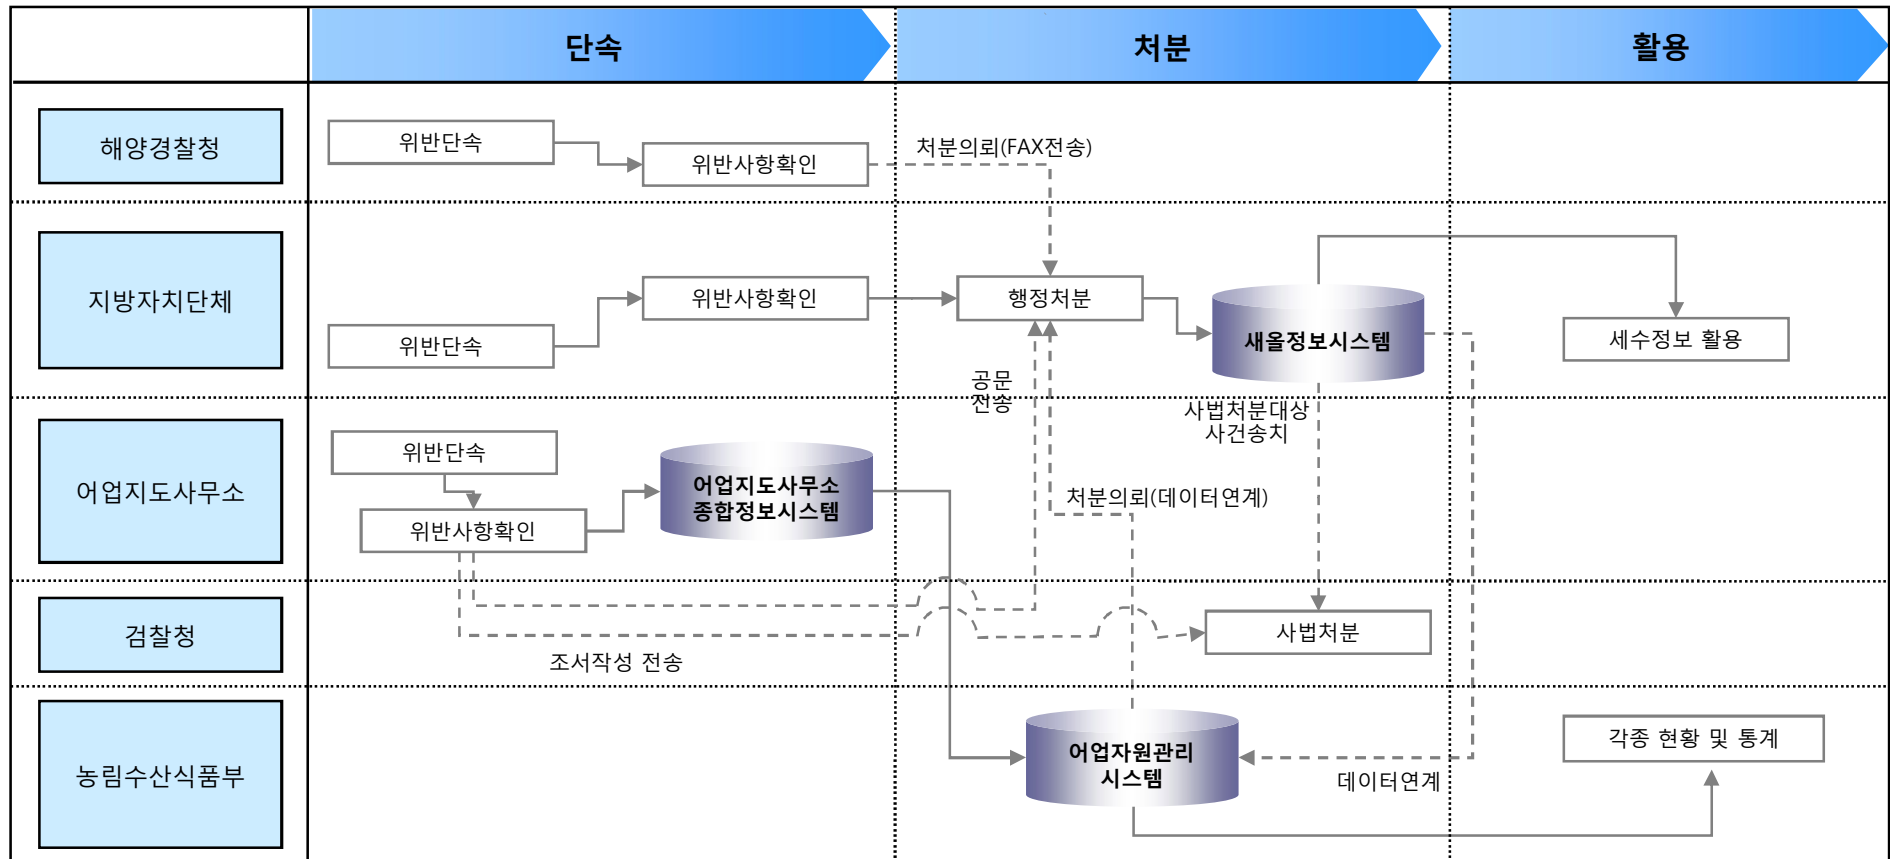 단속
처분
활용
해양경찰청
위반단속
위반사항확인
처분의뢰(FAX전송)
지방자치단체
위반단속
위반사항확인
행정처분
새올정보시스템
세수정보 활용
공문
전송
사법처분대상
사건송치
어업지도사무소
위반단속
위반사항확인
어업지도사무소
종합정보시스템
처분의뢰(데이터연계)
검찰청
조서작성 전송
사법처분
농림수산식품부
어업자원관리
시스템
데이터연계
각종 현황 및 통계